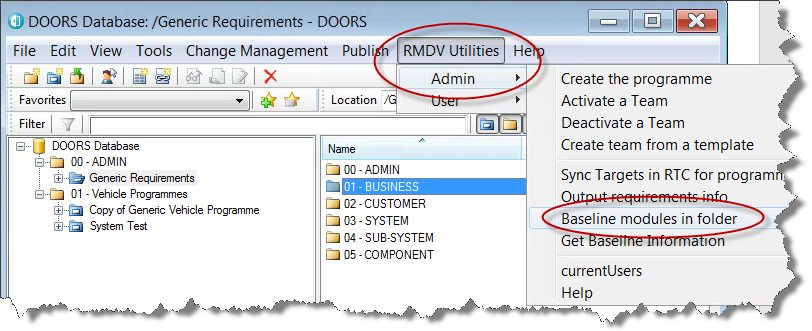 DOORS Database: /Generic Requirements - DOORS
File Edit View Tools Change Management Publish RMDV Utilities Help
Favorites Location /G
Filter
DOORS Database
00 - ADMIN
Generic Requirements
01 - Vehicle Programmes
Copy of Generic Vehicle Programme
System Test
Name
00 - ADMIN
01 - BUSINESS
02 - CUSTOMER
03 - SYSTEM
04 - SUB-SYSTEM
05 - COMPONENT
Admin
User
Create the programme
Activate a Team
Deactivate a Team
Create team from a template
Sync Targets in RTC for programm
Output requirements info
Baseline modules in folder
Get Baseline Information
currentUsers
Help